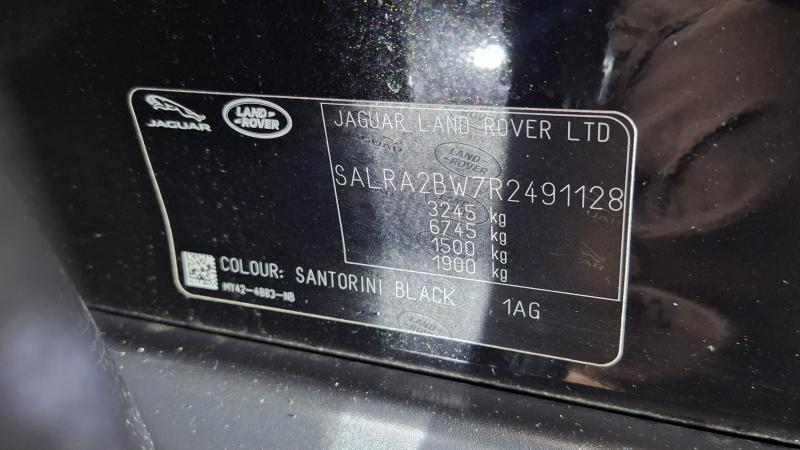 JAGUAR
LAND
ROVER
JAGUAR LAND ROVER LTD
SALRA2BW7R2491128
3245 kg
6745 kg
1500 kg
1900 kg
COLOUR: SANTORINI BLACK 1AG
MY42-4BB3-NB